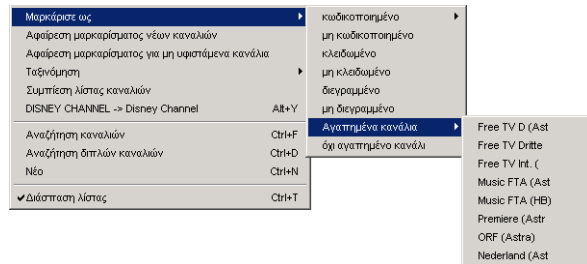 Μαρκάρισε ως
Αφαίρεση μαρκαρίσματος νέων καναλιών
Αφαίρεση μαρκαρίσματος για μη υφιστάμενα κανάλια
Ταξινόμηση
Συμπίεση λίστας καναλιών
DISNEY CHANNEL -> Disney Channel Alt+Y
Αναζήτηση καναλιών Ctrl+F
Αναζήτηση διπλών καναλιών Ctrl+D
Νέο Ctrl+N
✔Διάσπαση λίστας Ctrl+T
κωδικοποιημένο
μη κωδικοποιημένο
κλειδωμένο
μη κλειδωμένο
διεγραμμένο
μη διεγραμμένο
Αγαπημένα κανάλια
όχι αγαπημένο κανάλι
Free TV D (Ast
Free TV Dritte
Free TV Int. (
Music FTA (Ast
Music FTA (HB)
Premiere (Astr
ORF (Astra)
Nederland (Ast